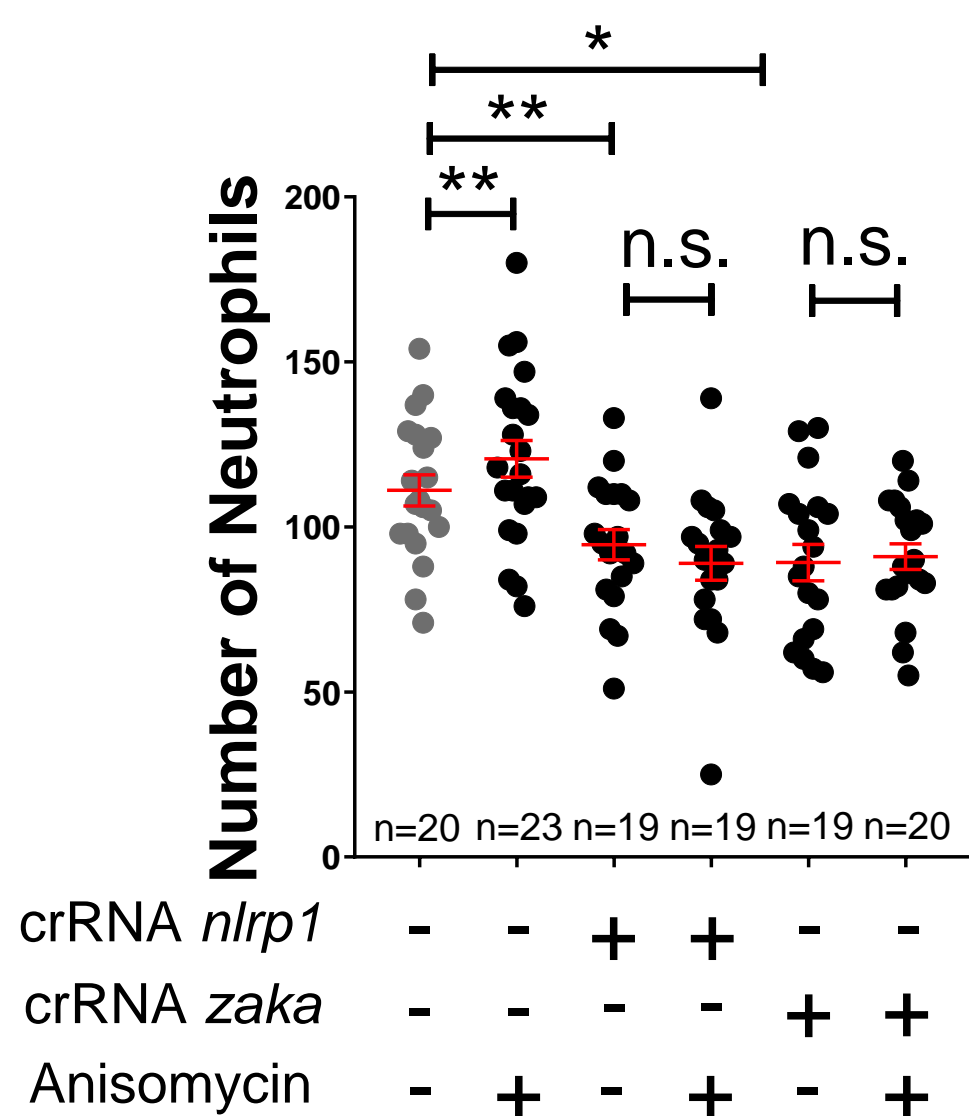 *
**
**
n.s. n.s.
Number of Neutrophils
200
150
100
50
0
n=20 n=23 n=19 n=19 n=19 n=20
crRNA nlrp1 - - + + - -
crRNA zaka - - - - + +
Anisomycin - + - + - +